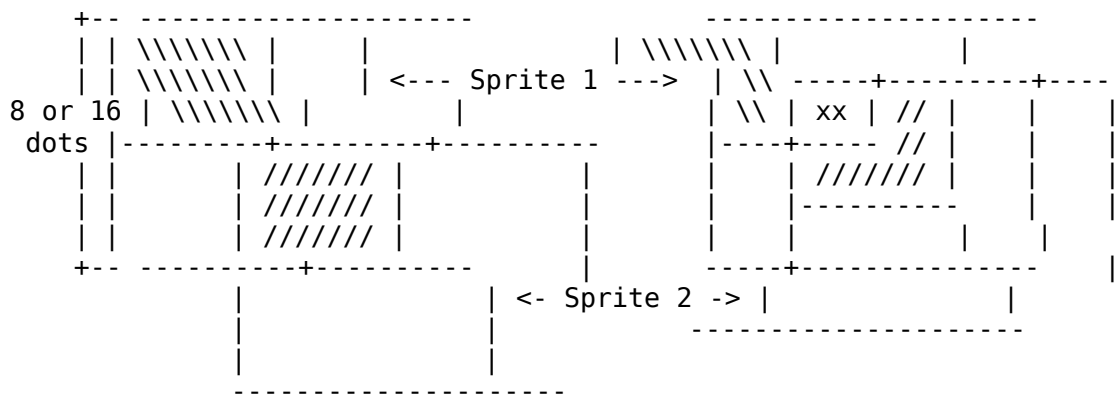 +-- --------------------- ---------------------
| | \\\\\\\ | | | \\\\\\\ | |
| | \\\\\\\ | | <--- Sprite 1 ---> | \\ -----+---------+----
8 or 16 | \\\\\\\ | | | \\ | xx | // | | |
dots |---------+---------+---------- |----+----- // | | |
| | | /////// | | | | /////// | | |
| | | /////// | | | |---------- | |
| | | /////// | | | | | |
+-- ----------+---------- | -----+--------------- |
| | <- Sprite 2 -> | |
| | ---------------------
| |
---------------------